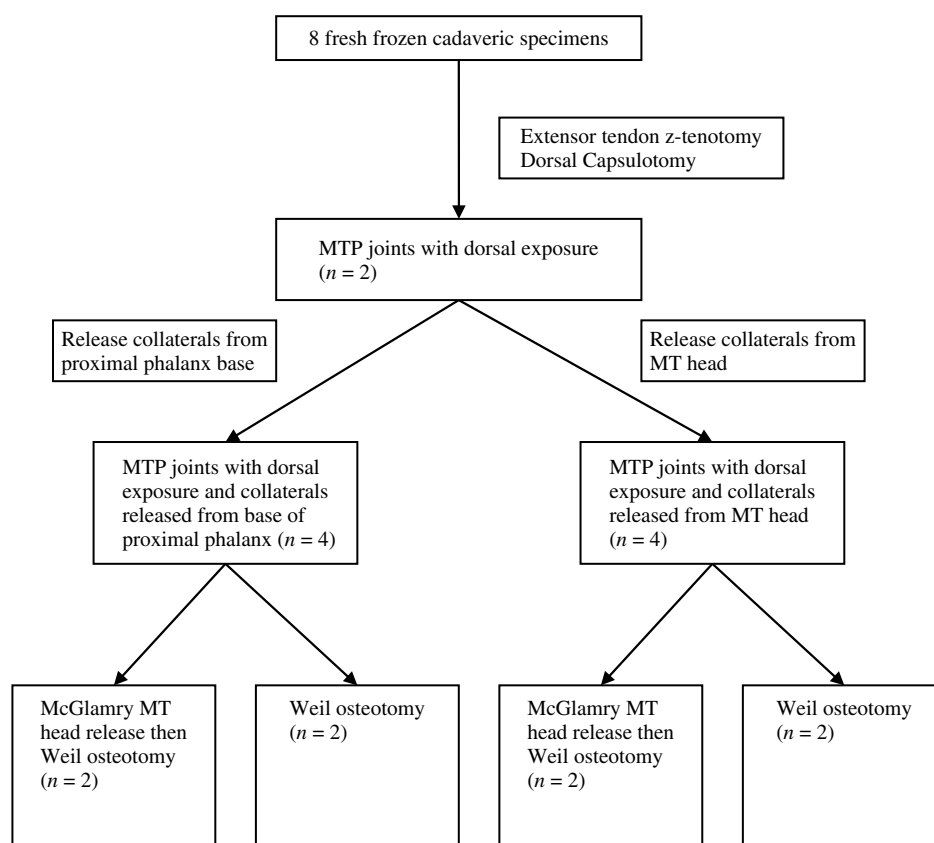 8 fresh frozen cadaveric specimens
Extensor tendon z-tenotomy
Dorsal Capsulotomy
MTP joints with dorsal exposure
(n = 2)
Release collaterals from
proximal phalanx base
Release collaterals from
MT head
MTP joints with dorsal
exposure and collaterals
released from base of
proximal phalanx (n = 4)
MTP joints with dorsal
exposure and collaterals
released from MT head
(n = 4)
McGlamry MT
head release then
Weil osteotomy
(n = 2)
Weil osteotomy
(n = 2)
McGlamry MT
head release then
Weil osteotomy
(n = 2)
Weil osteotomy
(n = 2)